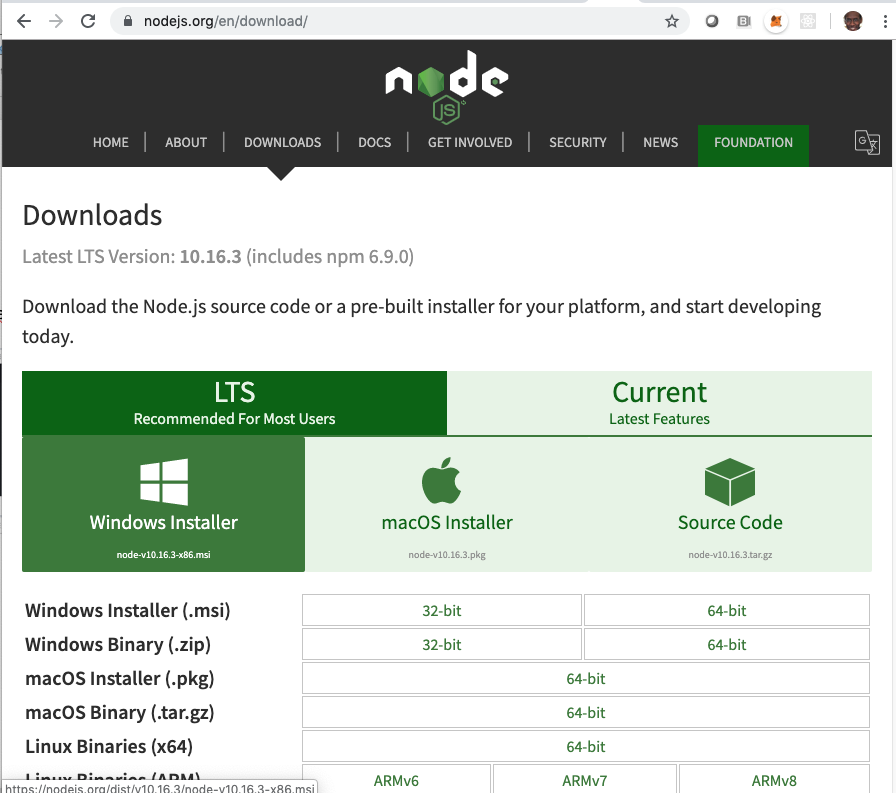 nodejs.org/en/download/
node
JS
HOME
ABOUT
DOWNLOADS
DOCS
GET INVOLVED
SECURITY
NEWS
FOUNDATION
Downloads
Latest LTS Version: 10.16.3 (includes npm 6.9.0)
Download the Node.js source code or a pre-built installer for your platform, and start developing
today.
LTS
Recommended For Most Users
Current
Latest Features
Windows Installer
node-v10.16.3-x86.msi
macOS Installer
node-v10.16.3.pkg
Source Code
node-v10.16.3.tar.gz
Windows Installer (.msi) 32-bit 64-bit
Windows Binary (.zip) 32-bit 64-bit
macOS Installer (.pkg) 64-bit
macOS Binary (.tar.gz) 64-bit
Linux Binaries (x64) 64-bit
Linux Binaries (ARM) ARMv6 ARMv7 ARMv8
https://nodejs.org/dist/v10.16.3/node-v10.16.3-x86.msi